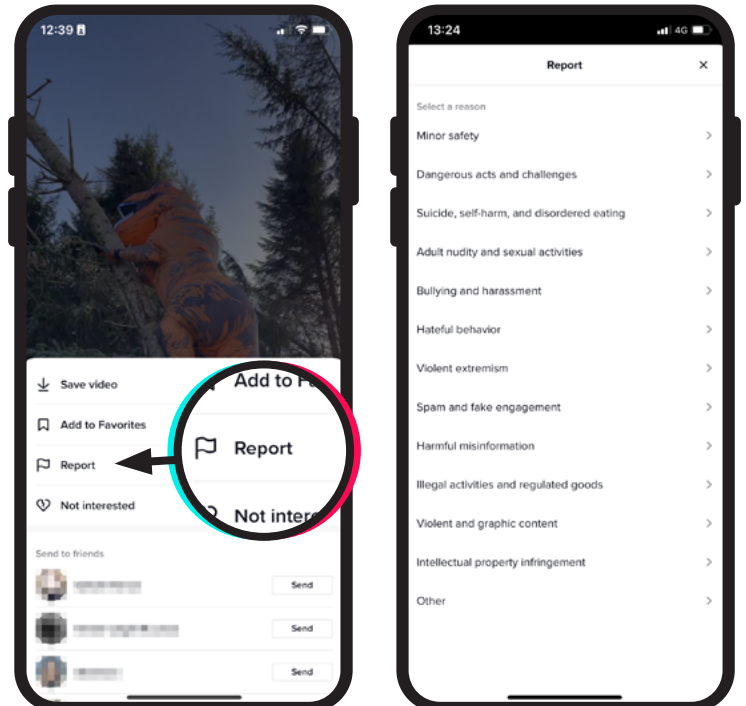 12:39
Save video
Add to Favorites
Report
Not interested
Add to F
Report
Not intere
Send to friends
Send
Send
Send
13:24
4G
Report
Select a reason
Minor safety
Dangerous acts and challenges
Suicide, self-harm, and disordered eating
Adult nudity and sexual activities
Bullying and harassment
Hateful behavior
Violent extremism
Spam and fake engagement
Harmful misinformation
Illegal activities and regulated goods
Violent and graphic content
Intellectual property infringement
Other